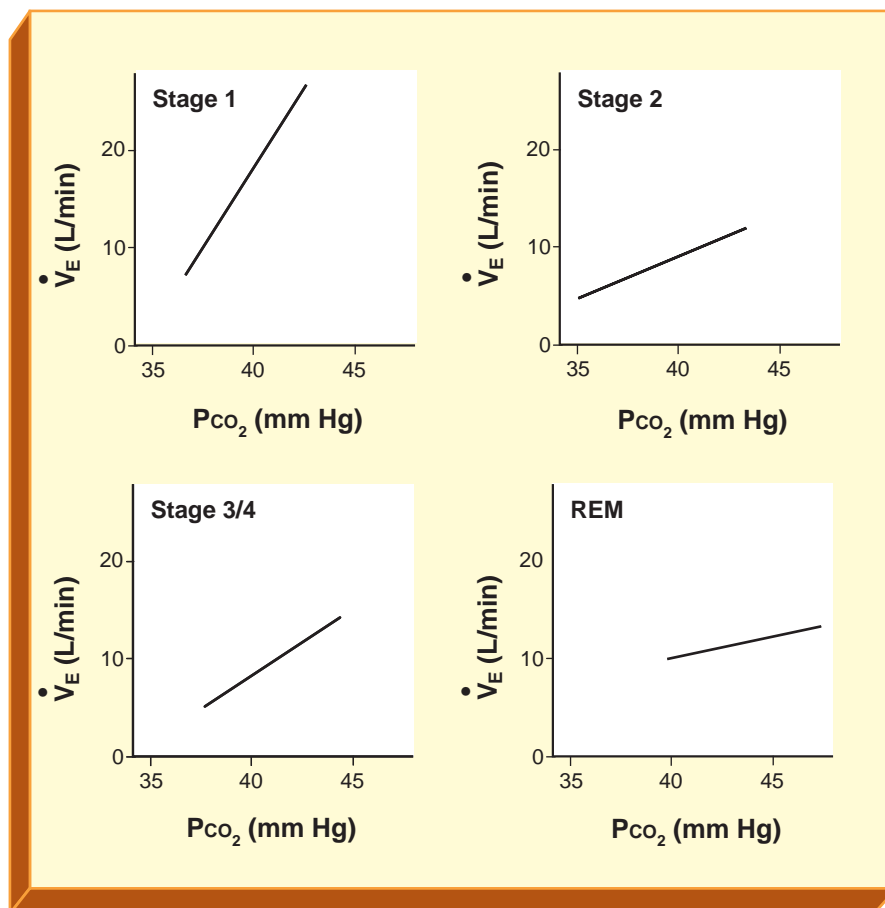 Stage 1
20
10
0
35 40 45
V̇E (L/min)
PCO₂ (mm Hg)
Stage 2
20
10
0
35 40 45
V̇E (L/min)
PCO₂ (mm Hg)
Stage 3/4
20
10
0
35 40 45
V̇E (L/min)
PCO₂ (mm Hg)
REM
20
10
0
35 40 45
V̇E (L/min)
PCO₂ (mm Hg)